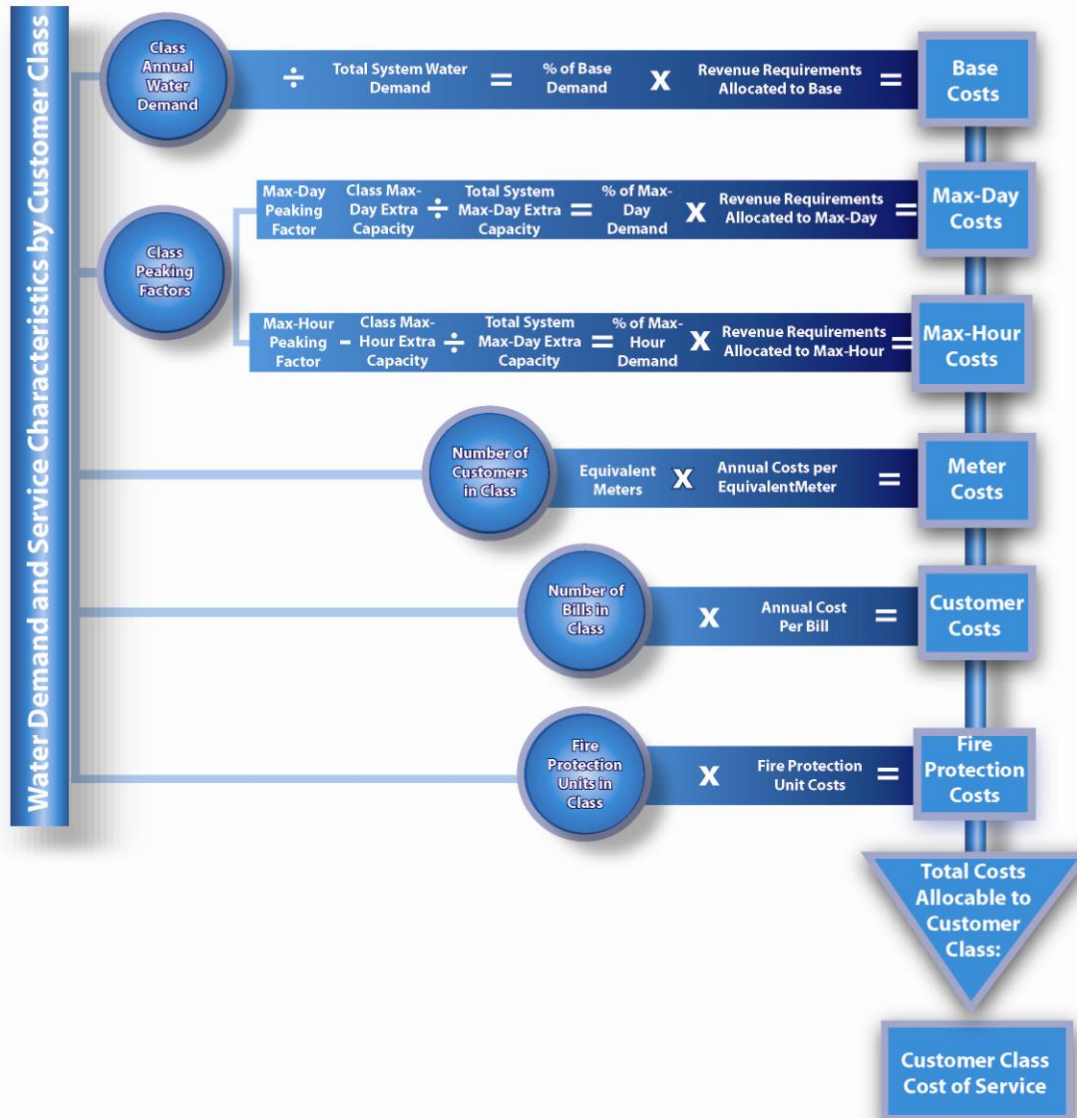 Water Demand and Service Characteristics by Customer Class
Class
Annual
Water
Demand
÷
Total System Water
Demand
=
% of Base
Demand
X
Revenue Requirements
Allocated to Base
=
Base
Costs
Class
Peaking
Factors
Max-Day
Peaking
Factor
Class Max-
Day Extra
Capacity
÷
Total System
Max-Day Extra
Capacity
=
% of Max-
Day
Demand
X
Revenue Requirements
Allocated to Max-Day
=
Max-Day
Costs
Max-Hour
Peaking
Factor
-
Class Max-
Hour Extra
Capacity
÷
Total System
Max-Day Extra
Capacity
=
% of Max-
Hour
Demand
X
Revenue Requirements
Allocated to Max-Hour
=
Max-Hour
Costs
Number of
Customers
in Class
Equivalent
Meters
X
Annual Costs per
EquivalentMeter
=
Meter
Costs
Number of
Bills in
Class
X
Annual Cost
Per Bill
=
Customer
Costs
Fire
Protection
Units in
Class
X
Fire Protection
Unit Costs
=
Fire
Protection
Costs
Total Costs
Allocable to
Customer
Class:
Customer Class
Cost of Service